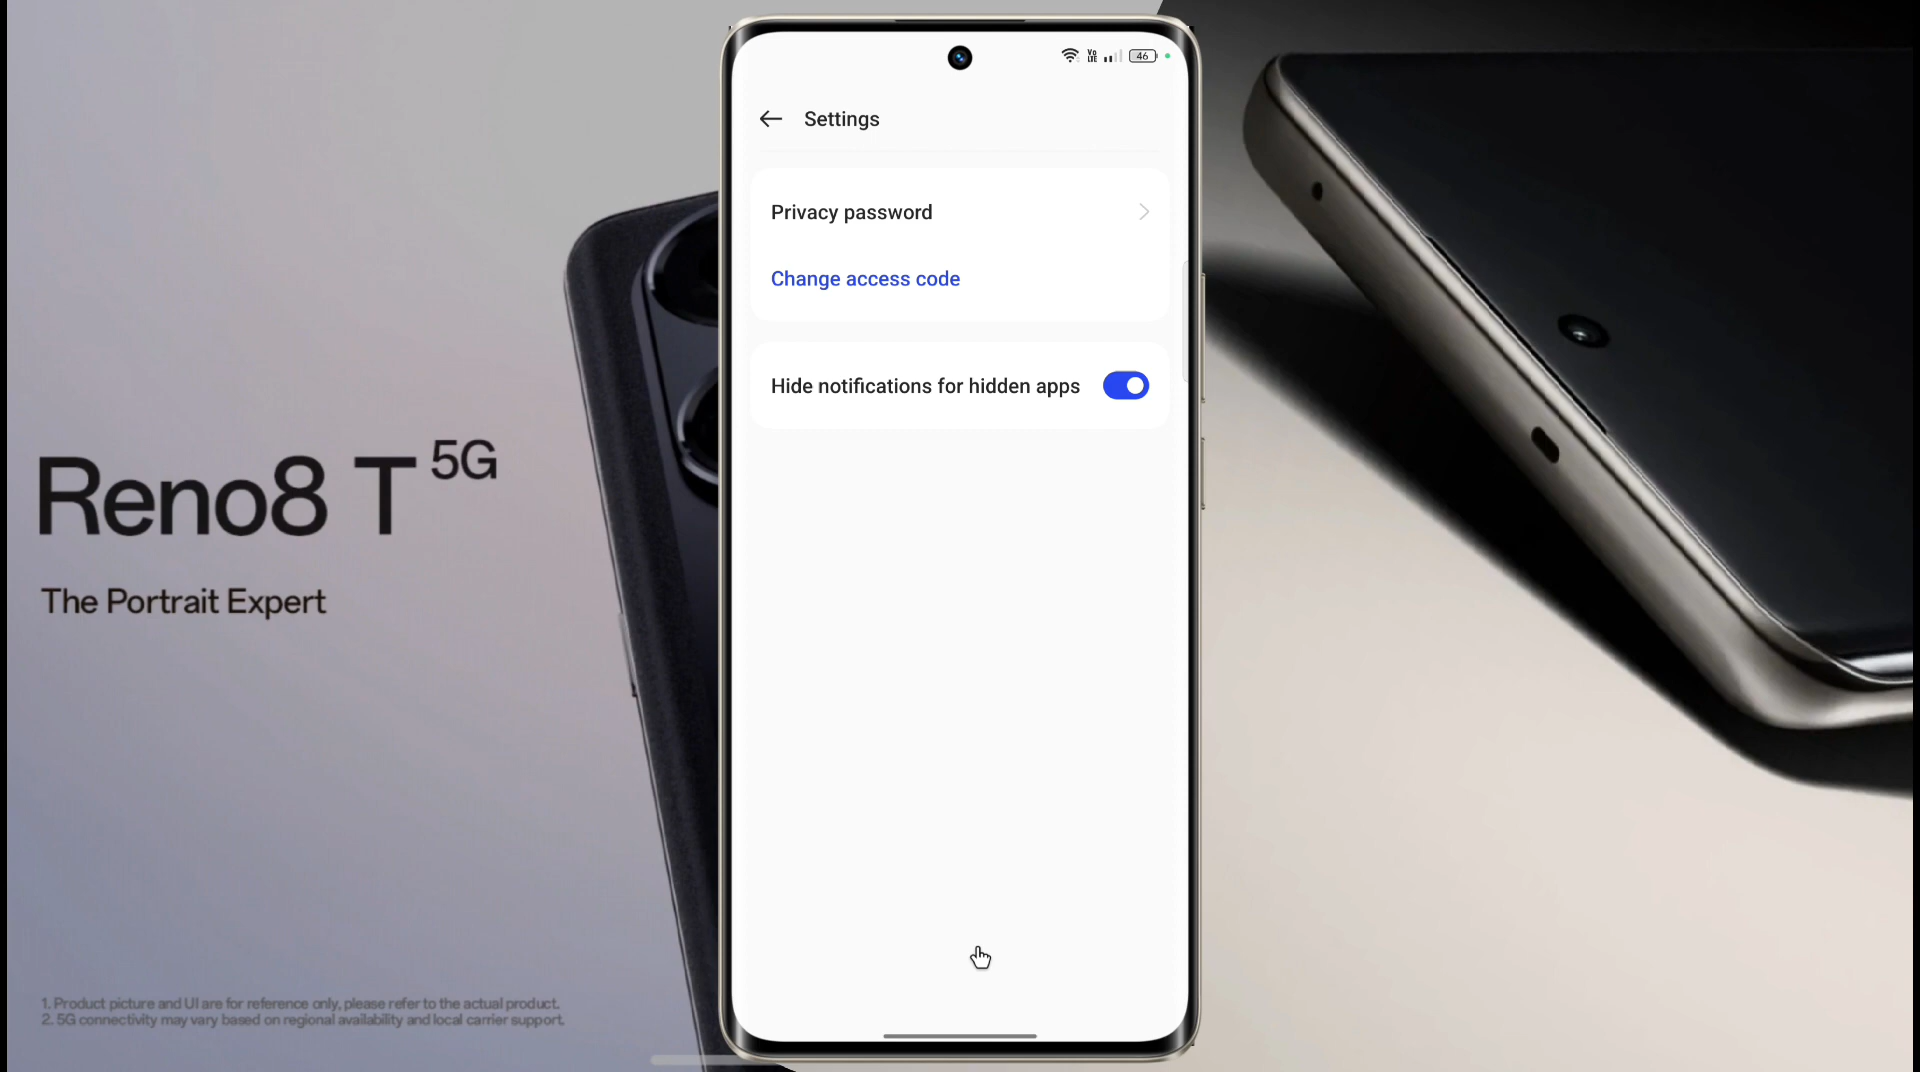 46
Settings
Privacy password
Change access code
Hide notifications for hidden apps
Reno8 T 5G
The Portrait Expert
1. Product picture and UI are for reference only, please refer to the actual product.
2. 5G connectivity may vary based on regional availability and local carrier support.